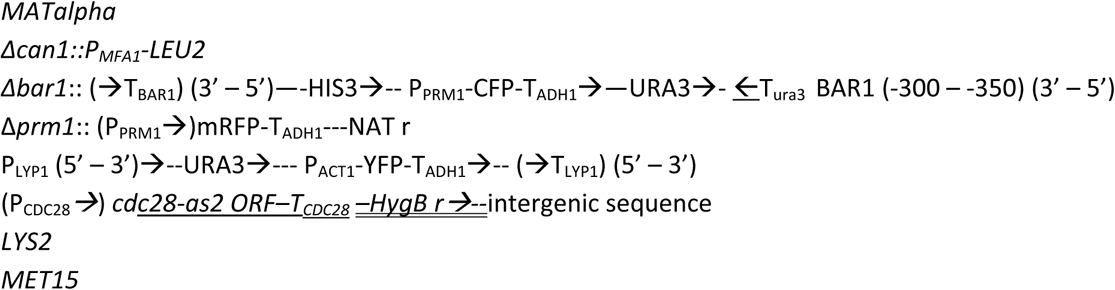 MATalpha
Δcan1::PMFA1-LEU2
Δbar1:: (→TBAR1) (3’ – 5’)—-HIS3→-- PPRM1-CFP-TADH1→—URA3→- ←Tura3 BAR1 (-300 – -350) (3’ – 5’)
Δprm1:: (PPRM1→)mRFP-TADH1---NAT r
PLYP1 (5’ – 3’)→--URA3→--- PACT1-YFP-TADH1→-- (→TLYP1) (5’ – 3’)
(PCDC28→) cdc28-as2 ORF–TCDC28 –HygB r→--intergenic sequence
LYS2
MET15